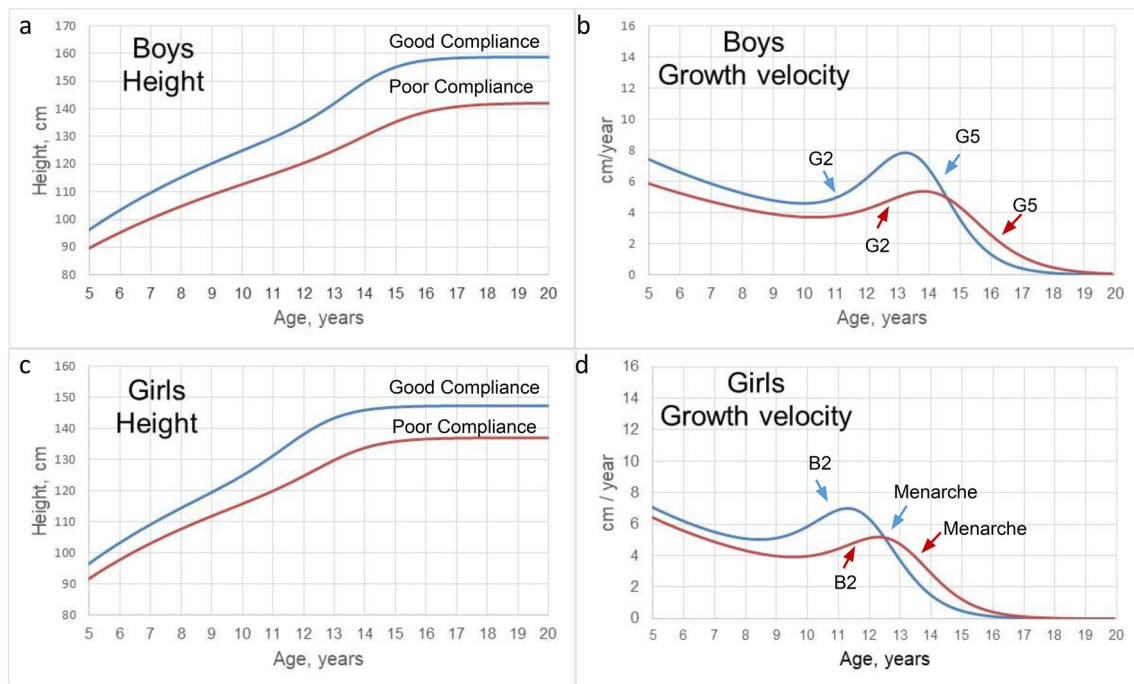 a
Boys
Height
Good Compliance
Poor Compliance
Height, cm
170
160
150
140
130
120
110
100
90
80
5 6 7 8 9 10 11 12 13 14 15 16 17 18 19 20
Age, years
b
Boys
Growth velocity
G2
G5
G2
G5
cm/year
16
14
12
10
8
6
4
2
0
5 6 7 8 9 10 11 12 13 14 15 16 17 18 19 20
Age, years
c
Girls
Height
Good Compliance
Poor Compliance
Height, cm
160
150
140
130
120
110
100
90
80
5 6 7 8 9 10 11 12 13 14 15 16 17 18 19 20
Age, years
d
Girls
Growth velocity
B2
Menarche
Menarche
B2
cm / year
16
14
12
10
8
6
4
2
0
5 6 7 8 9 10 11 12 13 14 15 16 17 18 19 20
Age, years